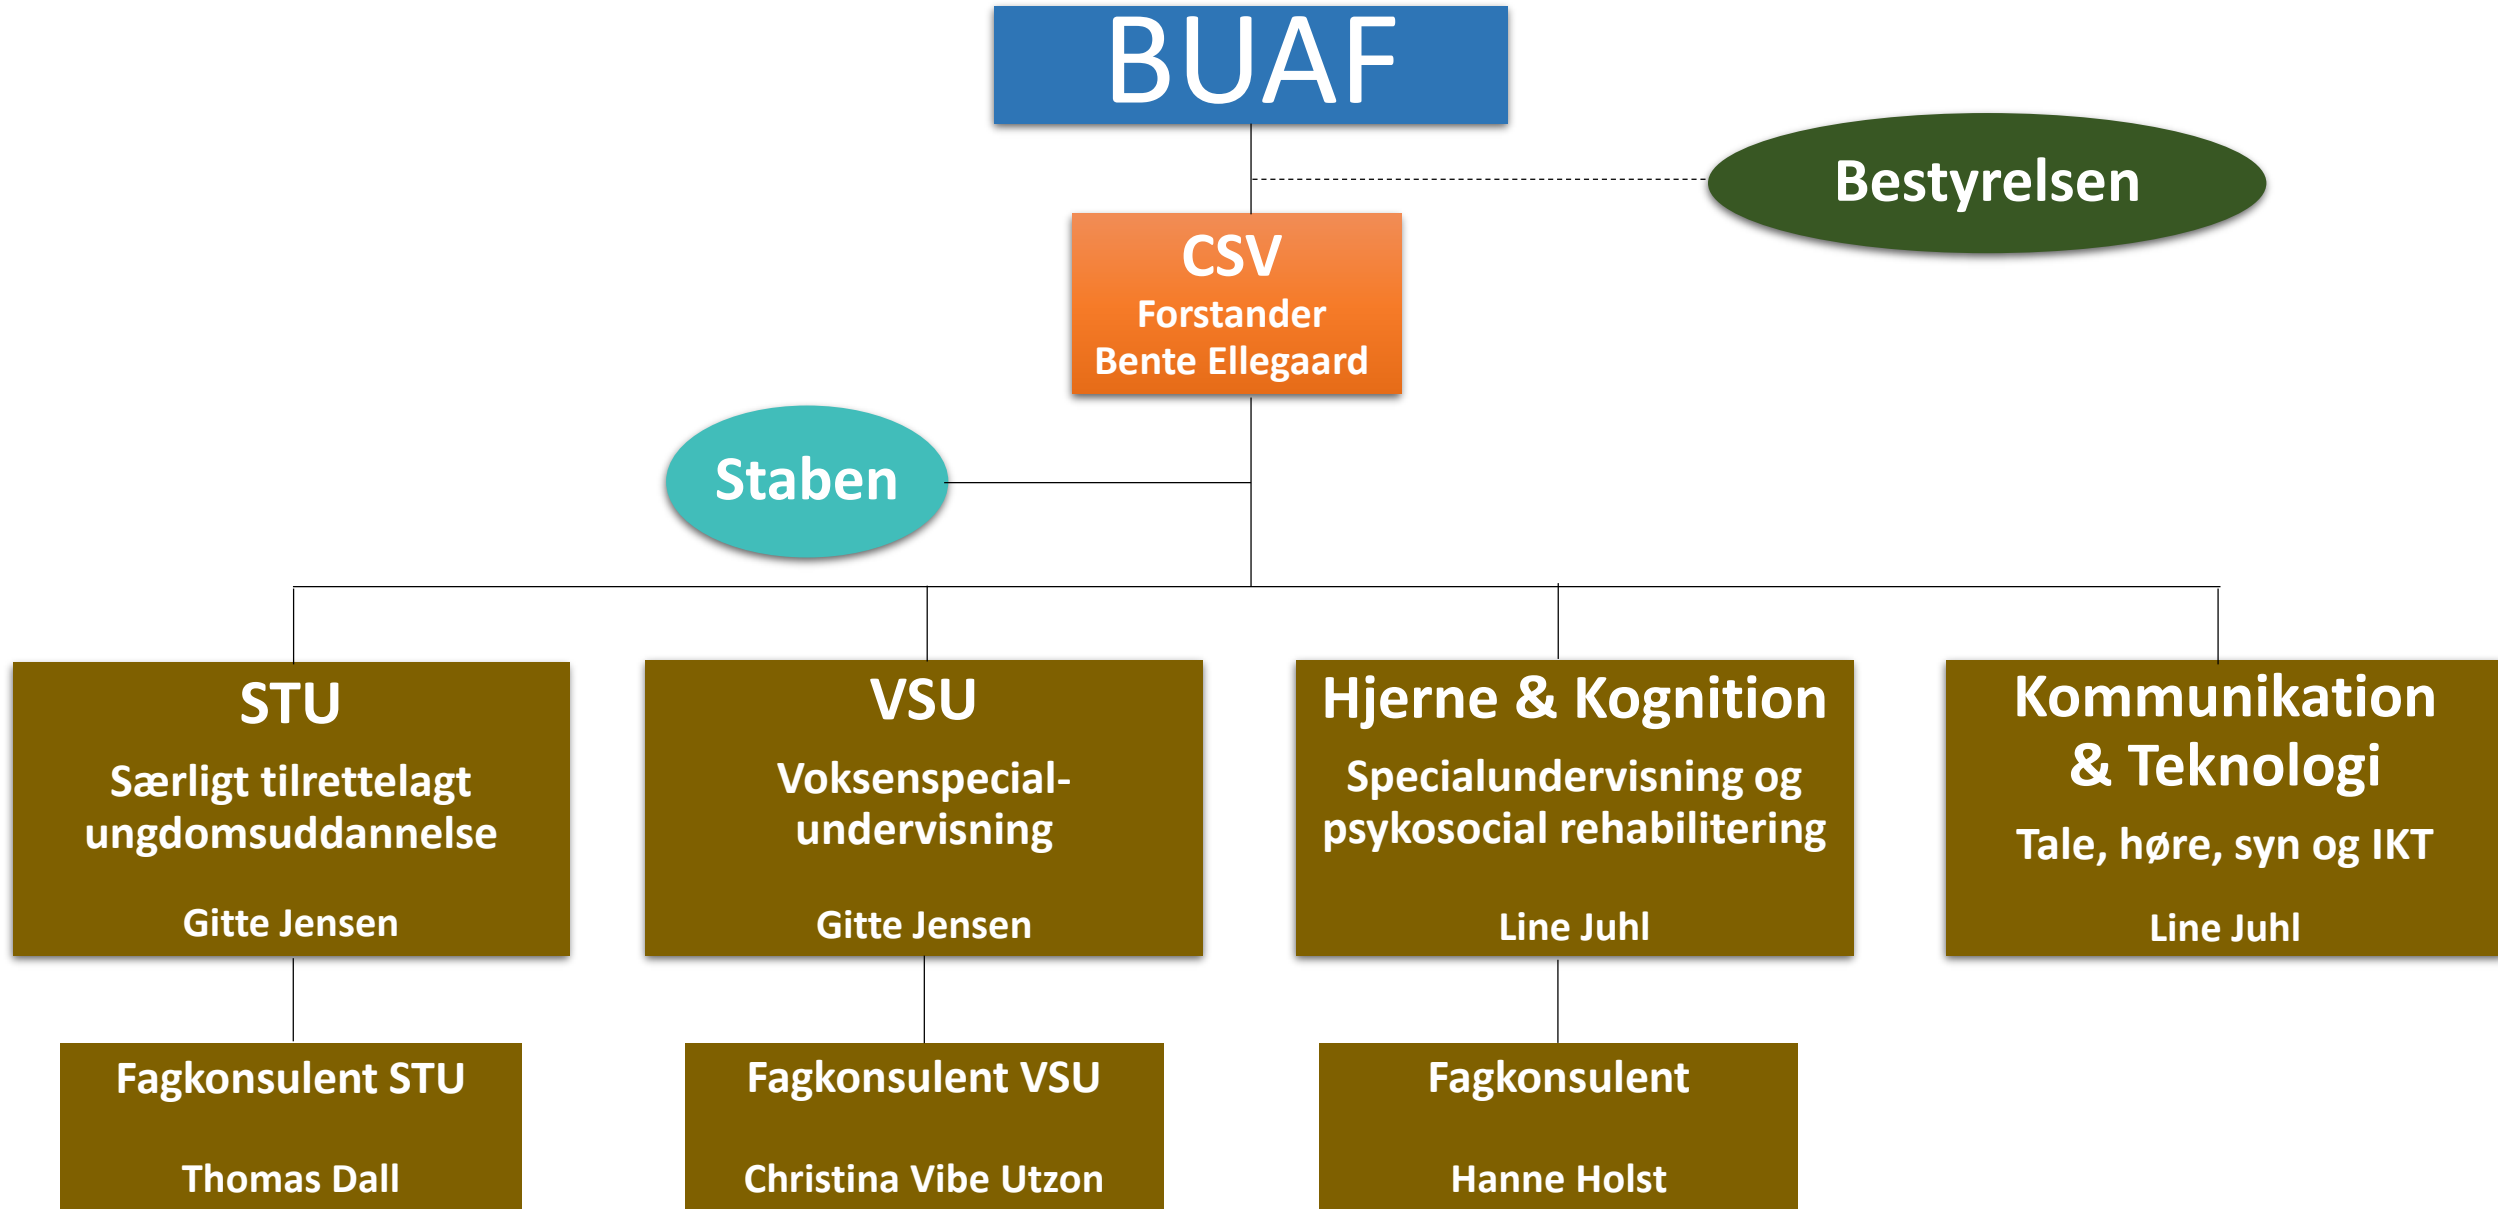 BUAF
Bestyrelsen
CSV
Forstander
Bente Ellegaard
Staben
STU
Særligt tilrettelagt
ungdomsuddannelse
Gitte Jensen
VSU
Voksenspecial-
undervisning
Gitte Jensen
Hjerne & Kognition
Specialundervisning og
psykosocial rehabilitering
Line Juhl
Kommunikation
& Teknologi
Tale, høre, syn og IKT
Line Juhl
Fagkonsulent STU
Thomas Dall
Fagkonsulent VSU
Christina Vibe Utzon
Fagkonsulent
Hanne Holst